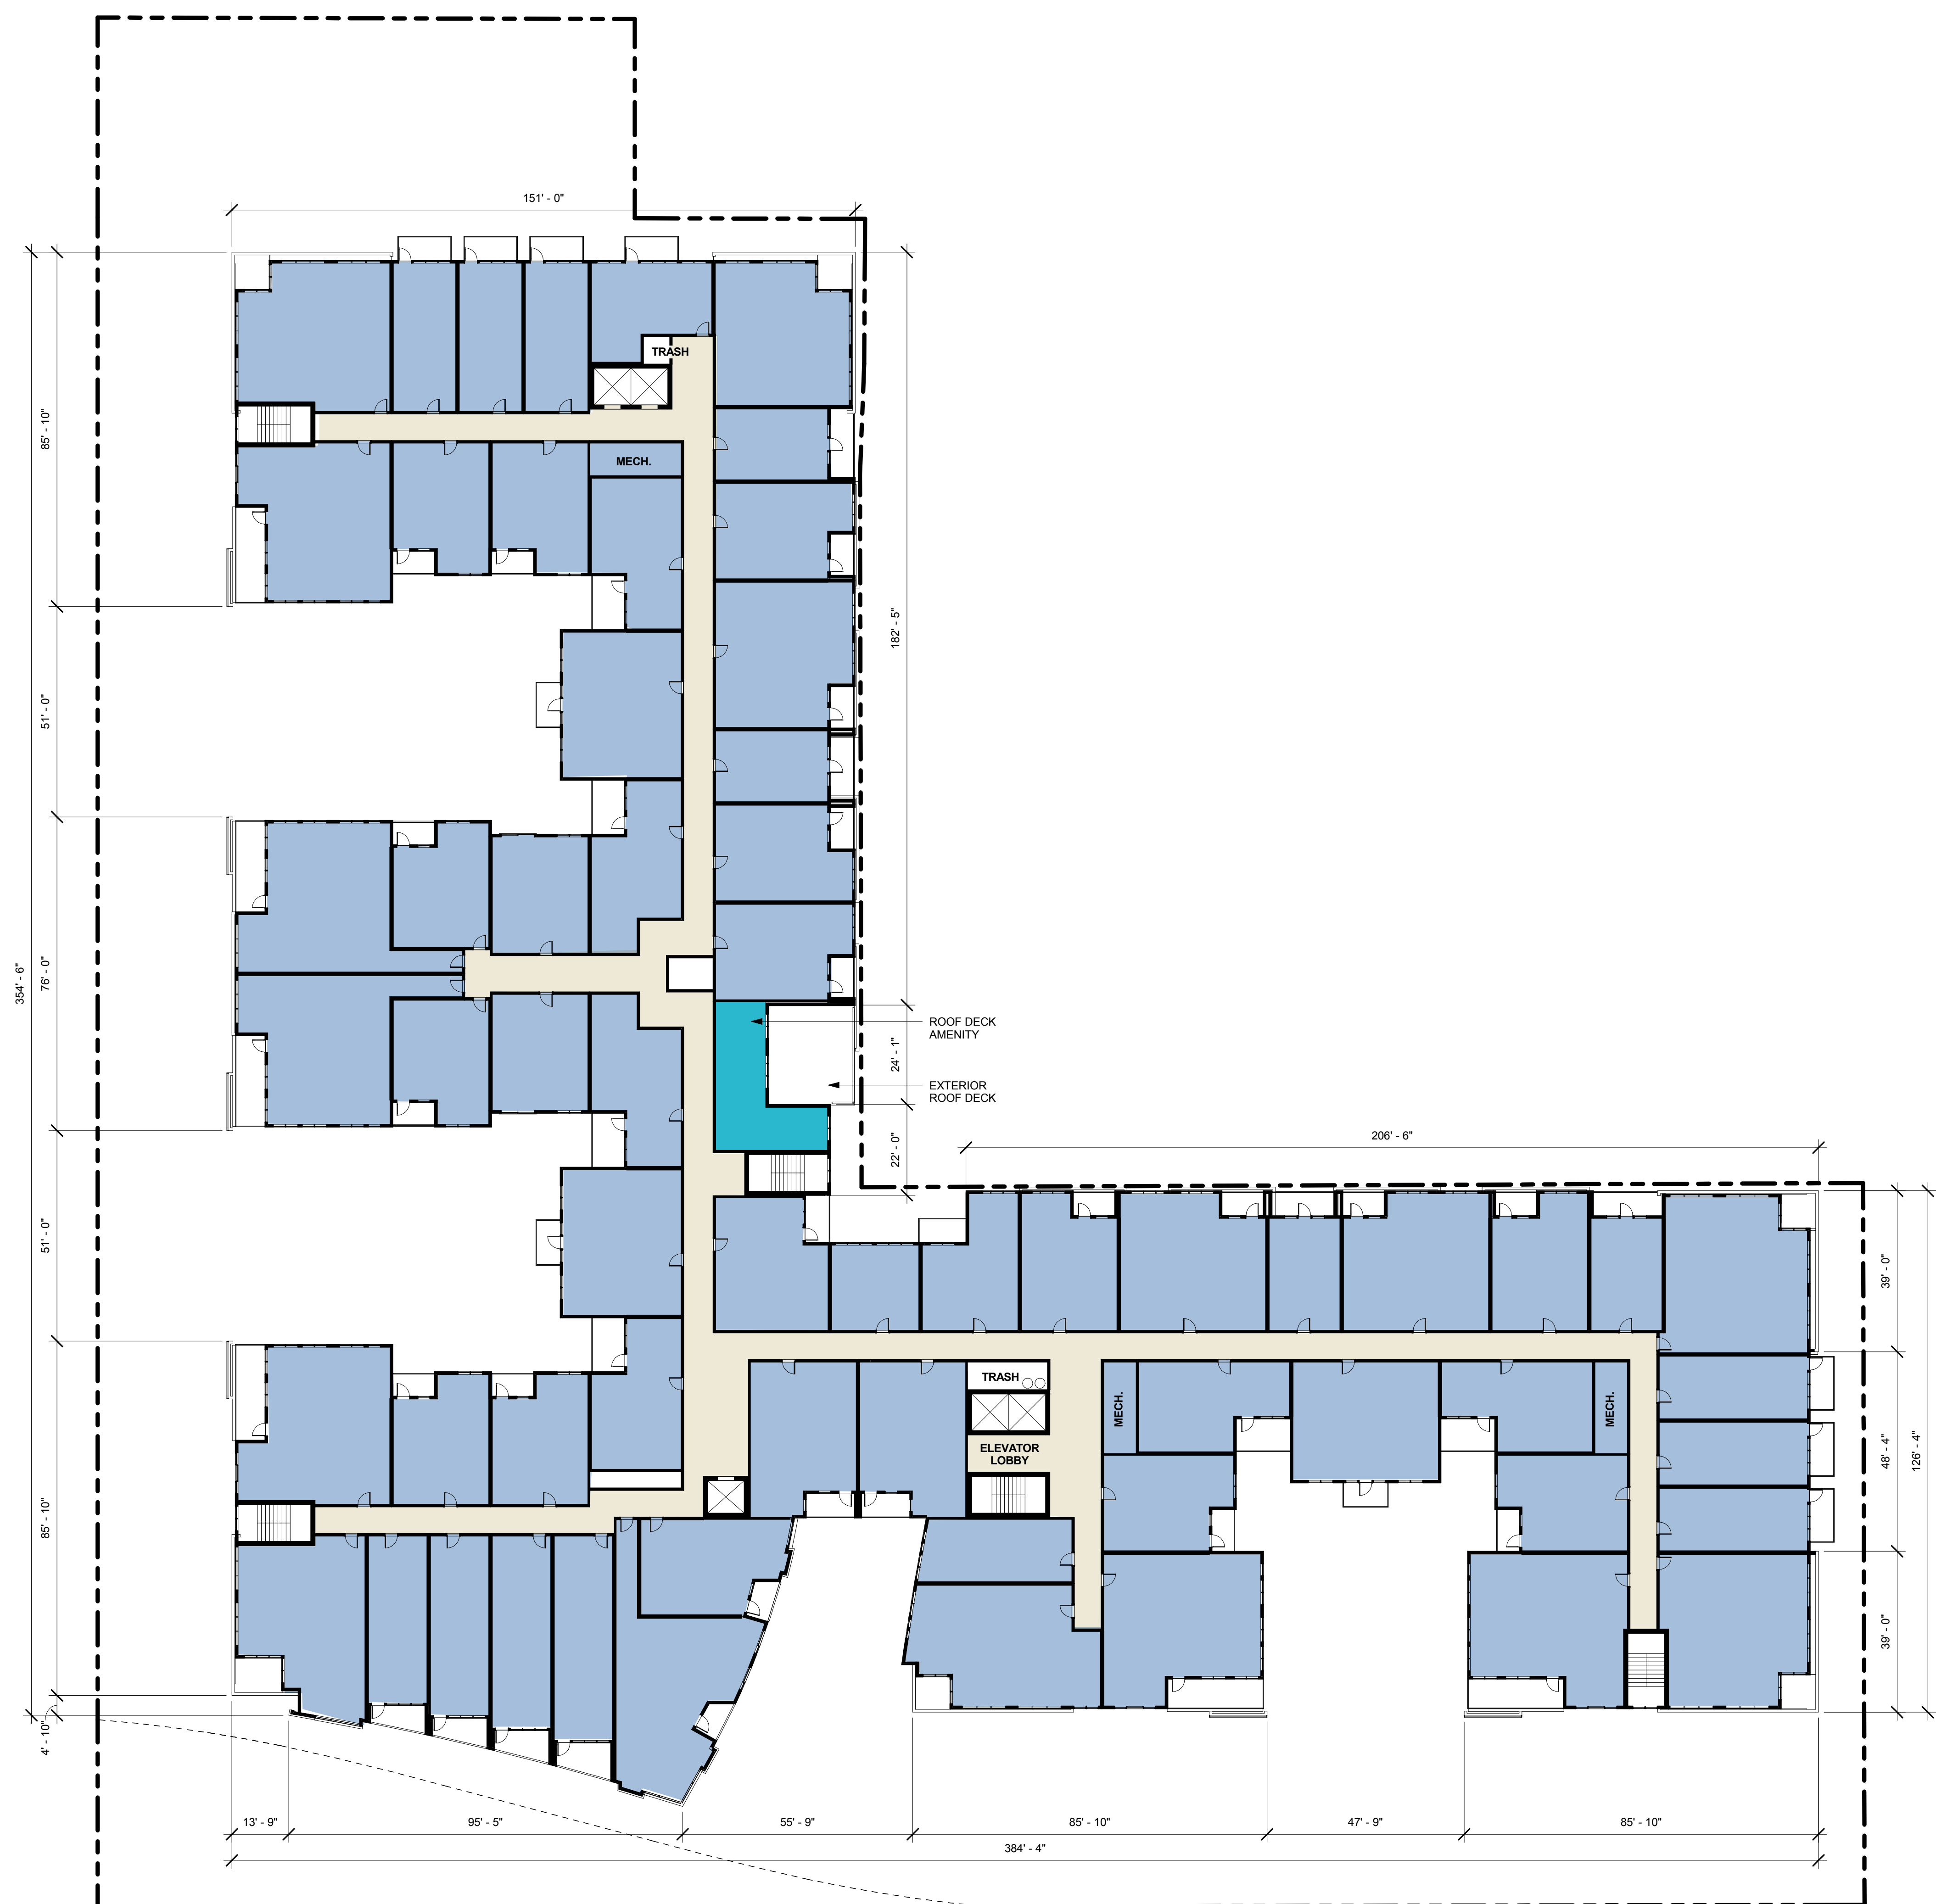 151' - 0"
TRASH
85' - 10"
MECH.
182' - 5"
51' - 0"
354' - 6"
76' - 0"
ROOF DECK
AMENITY
24' - 1"
EXTERIOR
ROOF DECK
22' - 0"
206' - 6"
51' - 0"
39' - 0"
TRASH
MECH.
MECH.
ELEVATOR
LOBBY
48' - 4"
126' - 4"
85' - 10"
39' - 0"
4' - 10"
13' - 9"
95' - 5"
55' - 9"
85' - 10"
47' - 9"
85' - 10"
384' - 4"